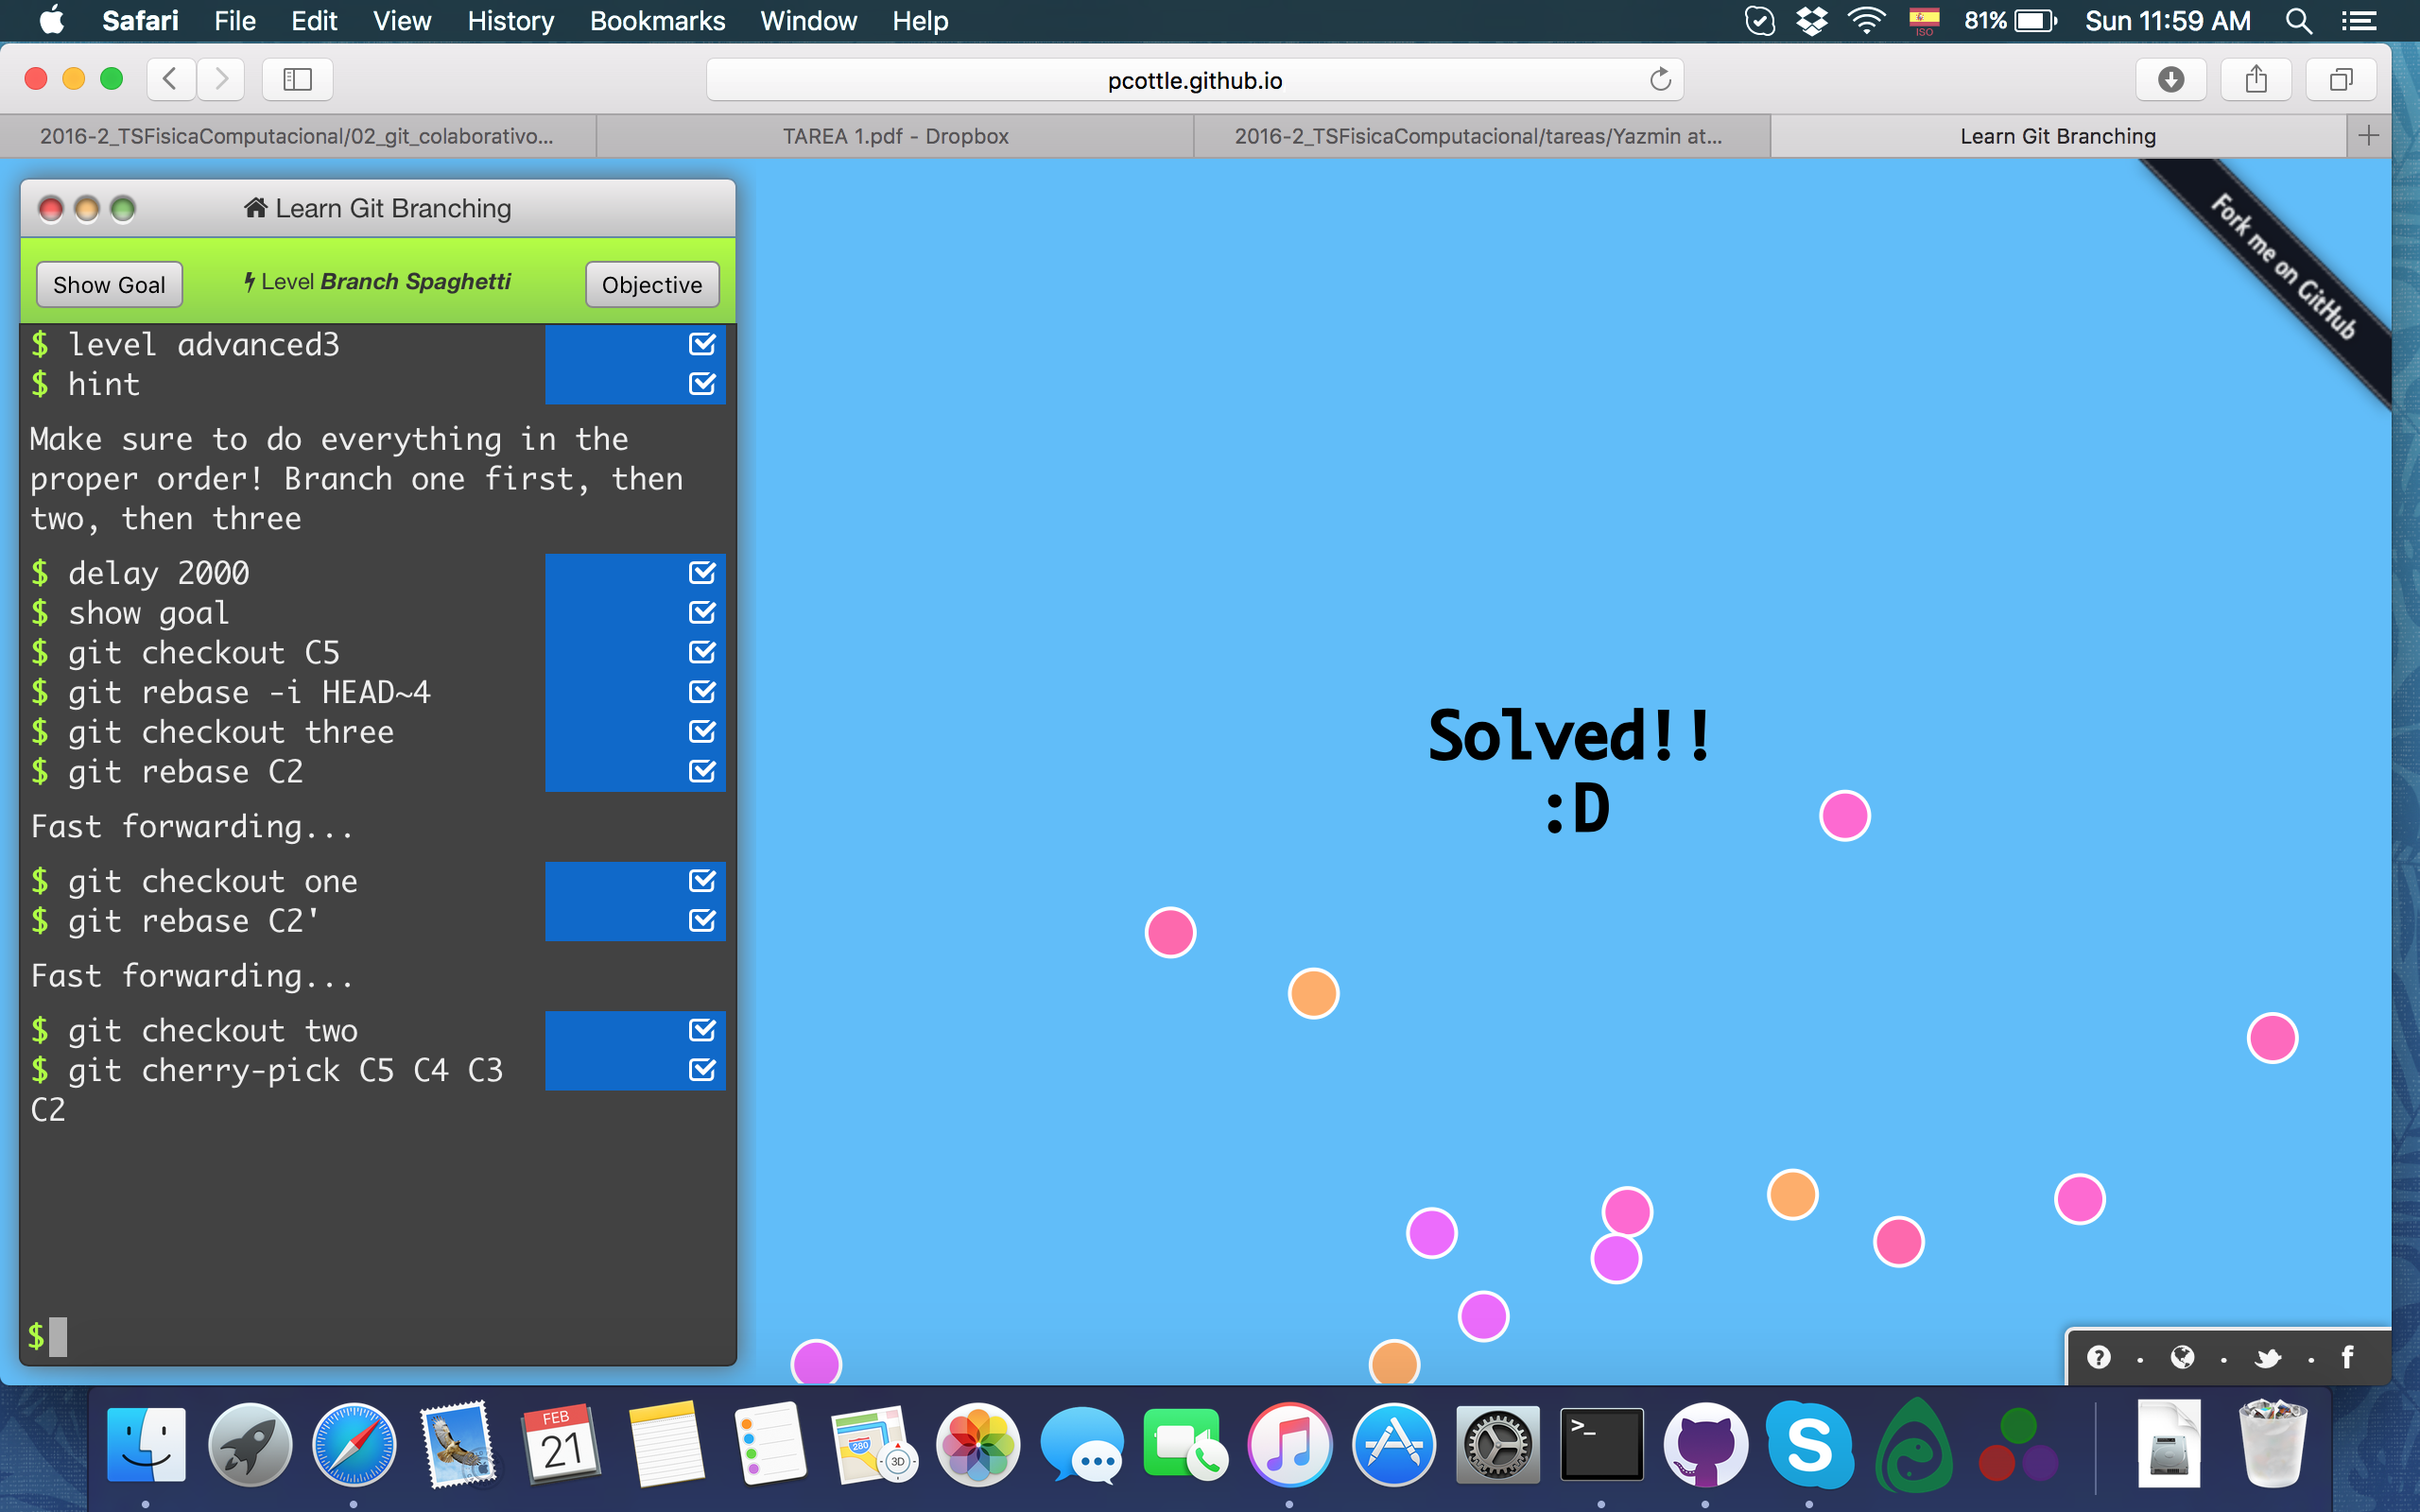 Safari File Edit View History Bookmarks Window Help ISO 81% Sun 11:59 AM
pcottle.github.io
2016-2_TSFisicaComputacional/02_git_colaborativo... TAREA 1.pdf - Dropbox 2016-2_TSFisicaComputacional/tareas/Yazmin at... Learn Git Branching
Learn Git Branching
Show Goal Level Branch Spaghetti Objective
$ level advanced3
$ hint
Make sure to do everything in the
proper order! Branch one first, then
two, then three
$ delay 2000
$ show goal
$ git checkout C5
$ git rebase -i HEAD~4
$ git checkout three
$ git rebase C2
Fast forwarding...
$ git checkout one
$ git rebase C2'
Fast forwarding...
$ git checkout two
$ git cherry-pick C5 C4 C3
C2
$
Fork me on GitHub
Solved!!
:D
FEB
21
280
3D
>_
S